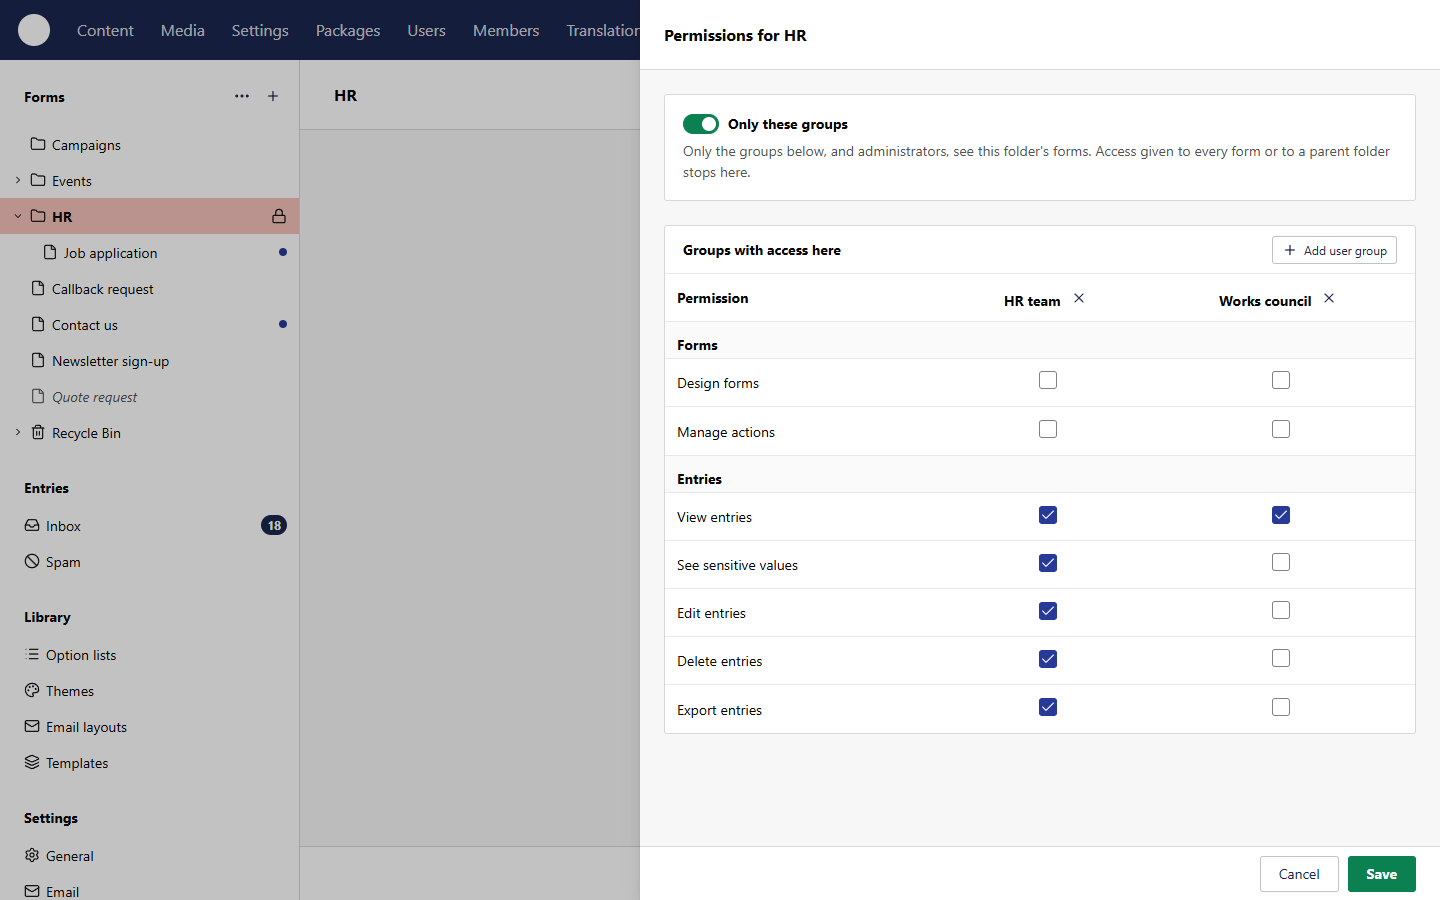 Content Media Settings Packages Users Members Translation
Permissions for HR
Forms
HR
Campaigns
Events
HR
Job application
Callback request
Contact us
Newsletter sign-up
Quote request
Recycle Bin
Entries
Inbox 18
Spam
Library
Option lists
Themes
Email layouts
Templates
Settings
General
Email
Only these groups
Only the groups below, and administrators, see this folder's forms. Access given to every form or to a parent folder
stops here.
Groups with access here
Add user group
Permission HR team Works council
Forms
Design forms
Manage actions
Entries
View entries
See sensitive values
Edit entries
Delete entries
Export entries
Cancel Save